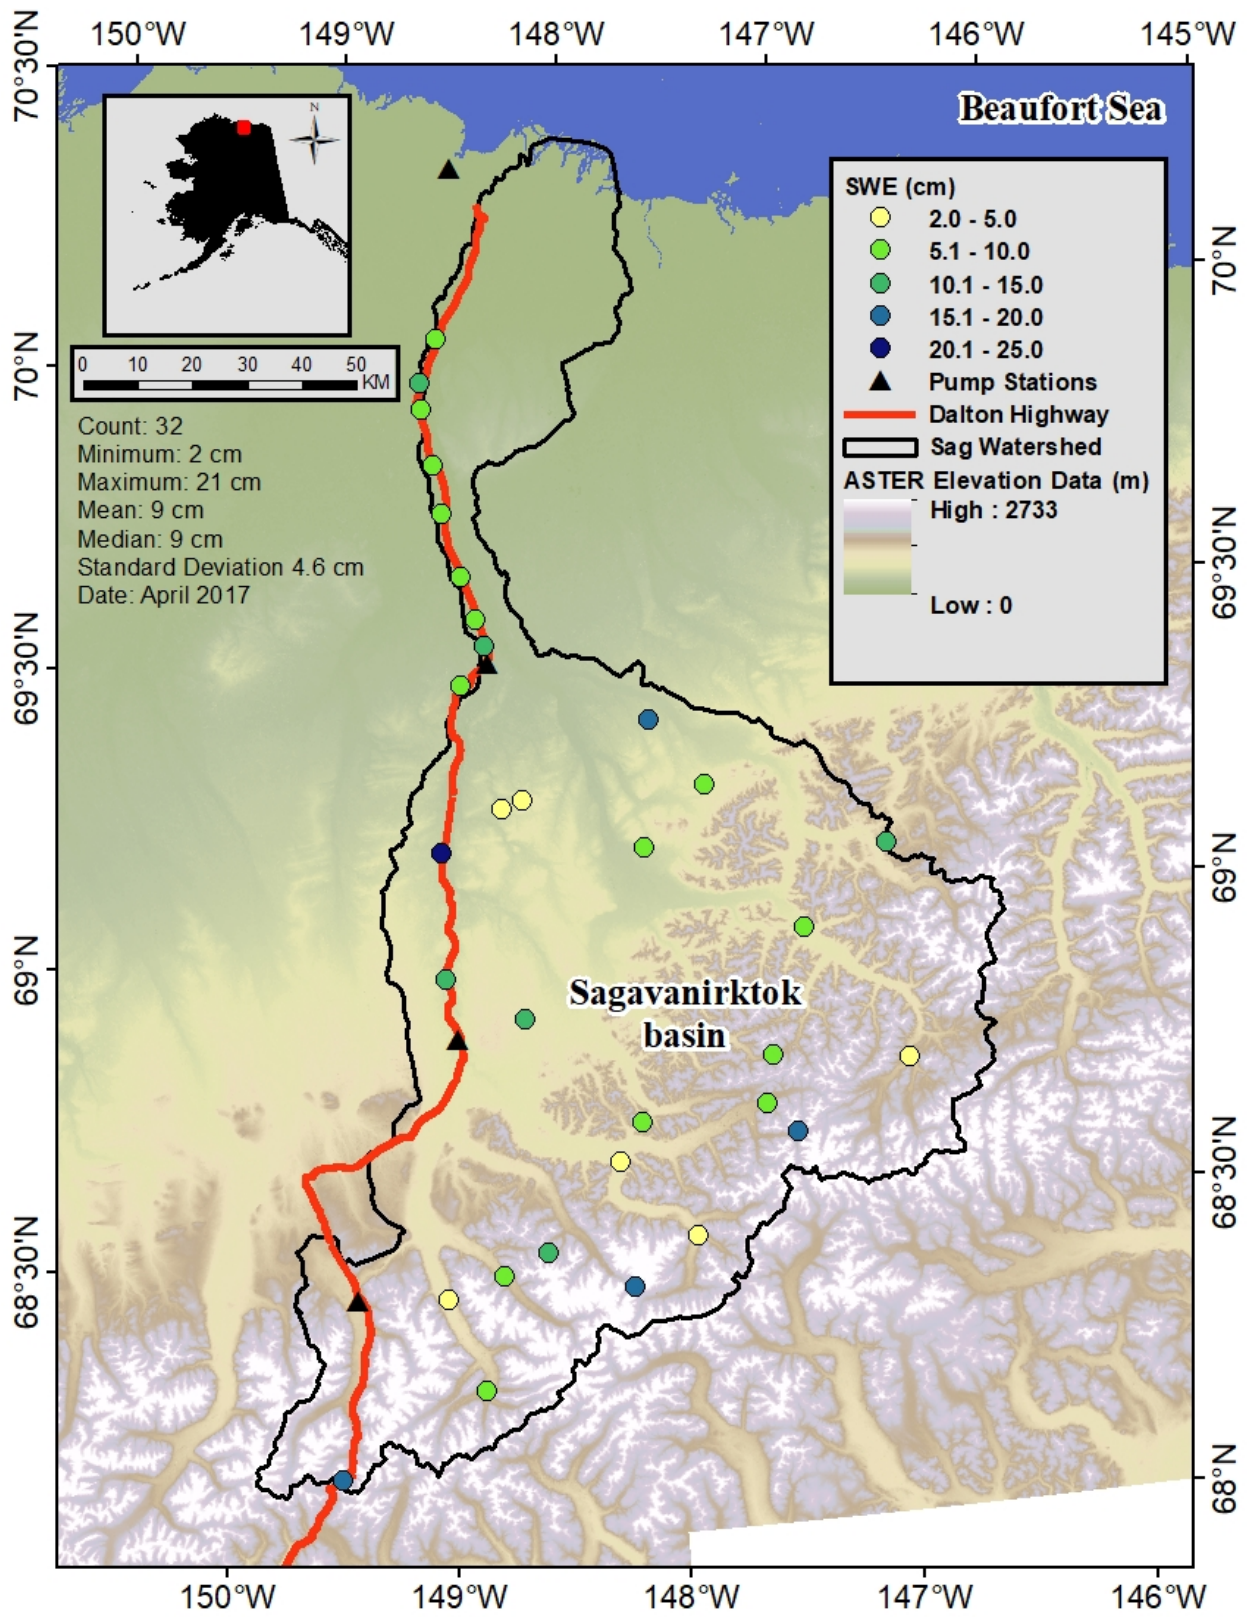 150°W 149°W 148°W 147°W 146°W 145°W
70°30'N
Beaufort Sea
N
SWE (cm)
2.0 - 5.0
5.1 - 10.0
10.1 - 15.0
15.1 - 20.0
20.1 - 25.0
Pump Stations
Dalton Highway
Sag Watershed
ASTER Elevation Data (m)
High : 2733
Low : 0
0 10 20 30 40 50
KM
Count: 32
Minimum: 2 cm
Maximum: 21 cm
Mean: 9 cm
Median: 9 cm
Standard Deviation 4.6 cm
Date: April 2017
70°N
69°30'N
69°N
68°30'N
70°N
69°30'N
69°N
68°30'N
68°N
Sagavanirktok
basin
150°W 149°W 148°W 147°W 146°W